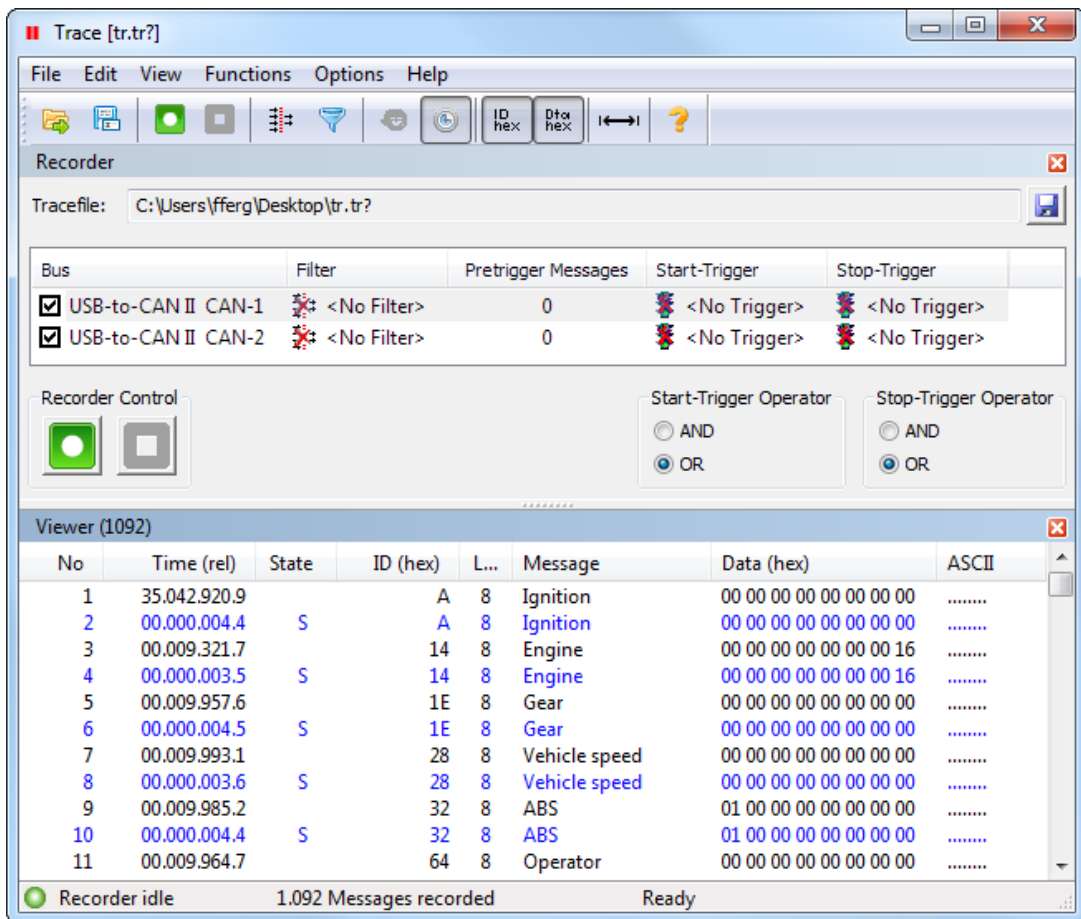 Trace [tr.tr?]
File Edit View Functions Options Help
ID hex Dta hex
Recorder
Tracefile: C:\Users\fferg\Desktop\tr.tr?
Bus Filter Pretrigger Messages Start-Trigger Stop-Trigger
USB-to-CAN II CAN-1 <No Filter> 0 <No Trigger> <No Trigger>
USB-to-CAN II CAN-2 <No Filter> 0 <No Trigger> <No Trigger>
Recorder Control Start-Trigger Operator Stop-Trigger Operator
AND AND
OR OR
Viewer (1092)
No Time (rel) State ID (hex) L... Message Data (hex) ASCII
1 35.042.920.9 A 8 Ignition 00 00 00 00 00 00 00 00 ........
2 00.000.004.4 S A 8 Ignition 00 00 00 00 00 00 00 00 ........
3 00.009.321.7 14 8 Engine 00 00 00 00 00 00 00 16 ........
4 00.000.003.5 S 14 8 Engine 00 00 00 00 00 00 00 16 ........
5 00.009.957.6 1E 8 Gear 00 00 00 00 00 00 00 00 ........
6 00.000.004.5 S 1E 8 Gear 00 00 00 00 00 00 00 00 ........
7 00.009.993.1 28 8 Vehicle speed 00 00 00 00 00 00 00 00 ........
8 00.000.003.6 S 28 8 Vehicle speed 00 00 00 00 00 00 00 00 ........
9 00.009.985.2 32 8 ABS 01 00 00 00 00 00 00 00 ........
10 00.000.004.4 S 32 8 ABS 01 00 00 00 00 00 00 00 ........
11 00.009.964.7 64 8 Operator 00 00 00 00 00 00 00 00 ........
Recorder idle 1.092 Messages recorded Ready